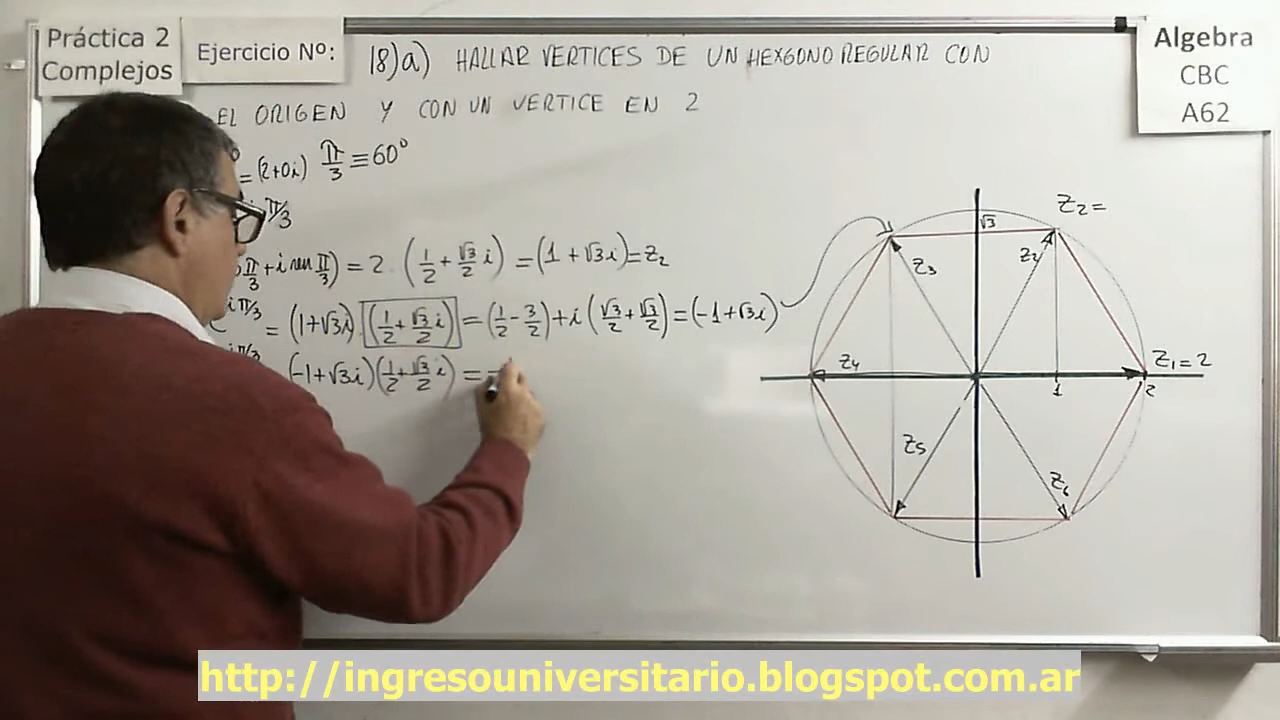 Práctica 2
Complejos
Ejercicio Nº:
18)a) HALLAR VERTICES DE UN HEXGONO REGULAR CON
EL ORIGEN Y CON UN VERTICE EN 2
Algebra
CBC
A62
= (2+0i) π/3 ≡ 60°
π/3
π/3 + i sen π/3) = 2 . (1/2 + √3/2 i) = (1 + √3i) = Z₂
iπ/3 = (1+√3i) . (1/2 + √3/2 i) = (1/2 - 3/2) + i (√3/2 + √3/2) = (-1+√3i)
(-1+√3i)(1/2 + √3/2 i) = -
Z₂ =
√3
Z₃
Z₂
Z₄
Z₁ = 2
1
2
Z₅
Z₆
http://ingresouniversitario.blogspot.com.ar